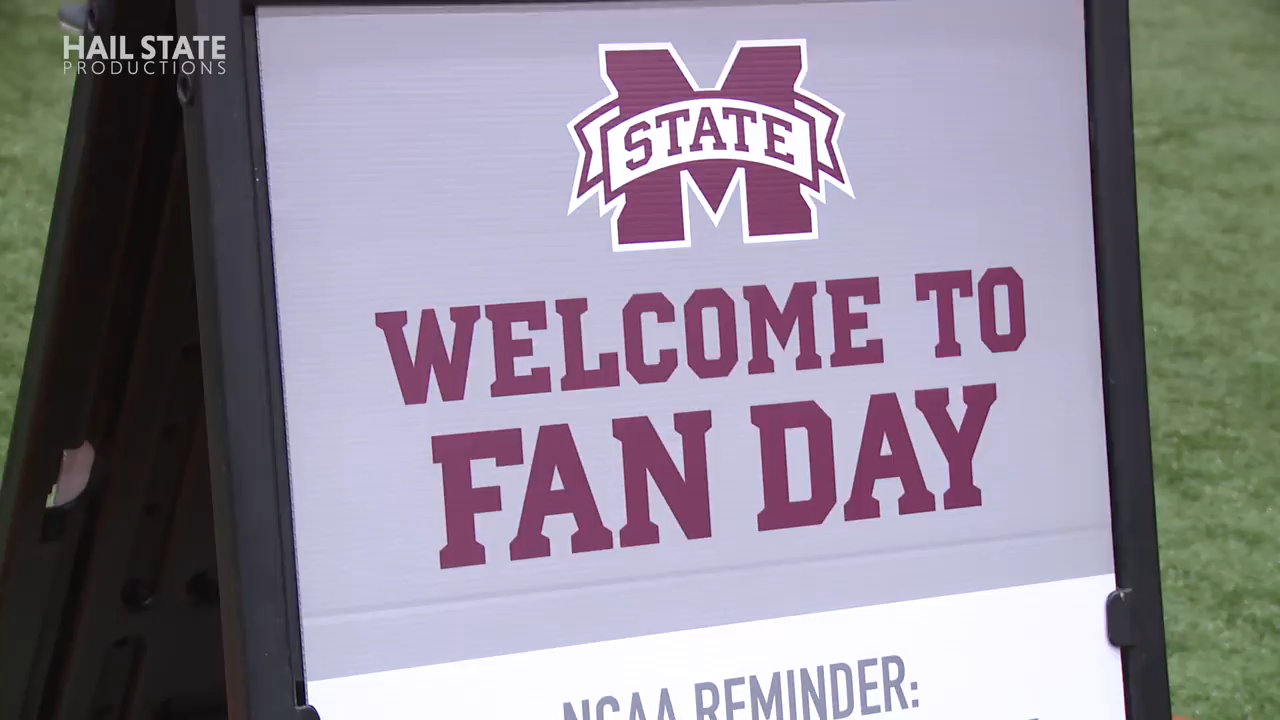 HAIL STATE
PRODUCTIONS
STATE
WELCOME TO
FAN DAY
NCAA REMINDER: